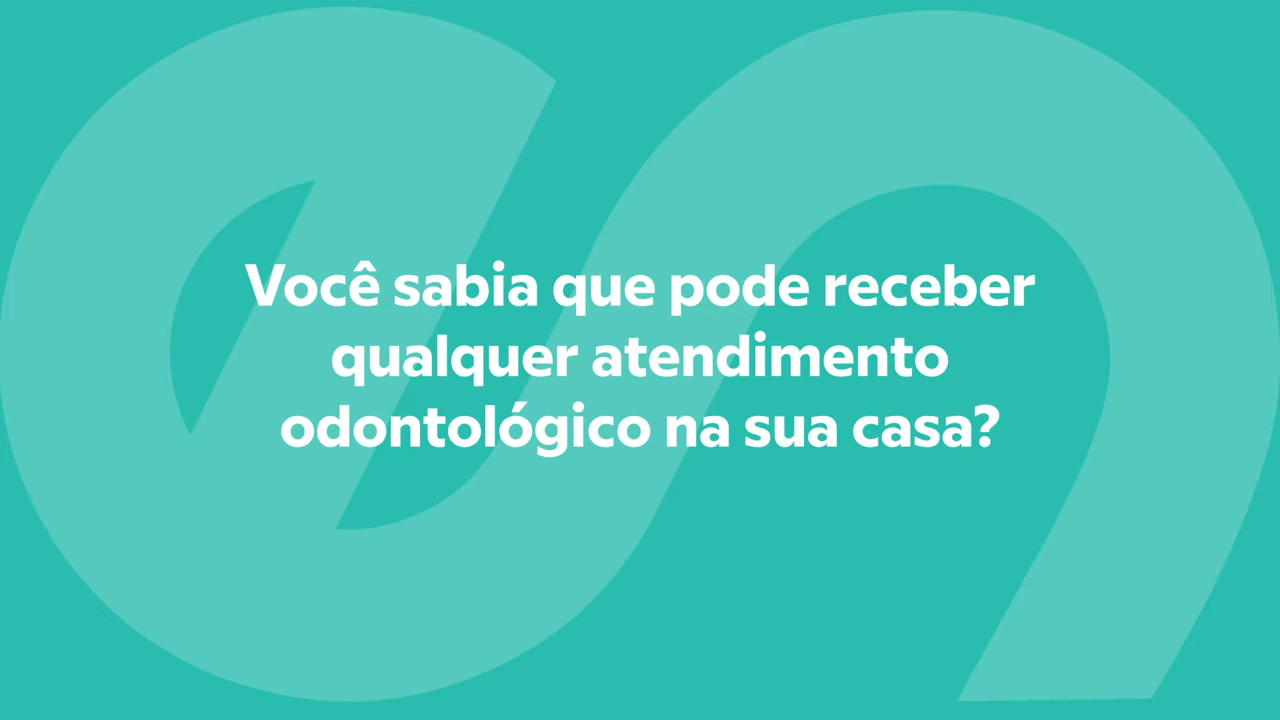 Você sabia que pode receber
qualquer atendimento
odontológico na sua casa?